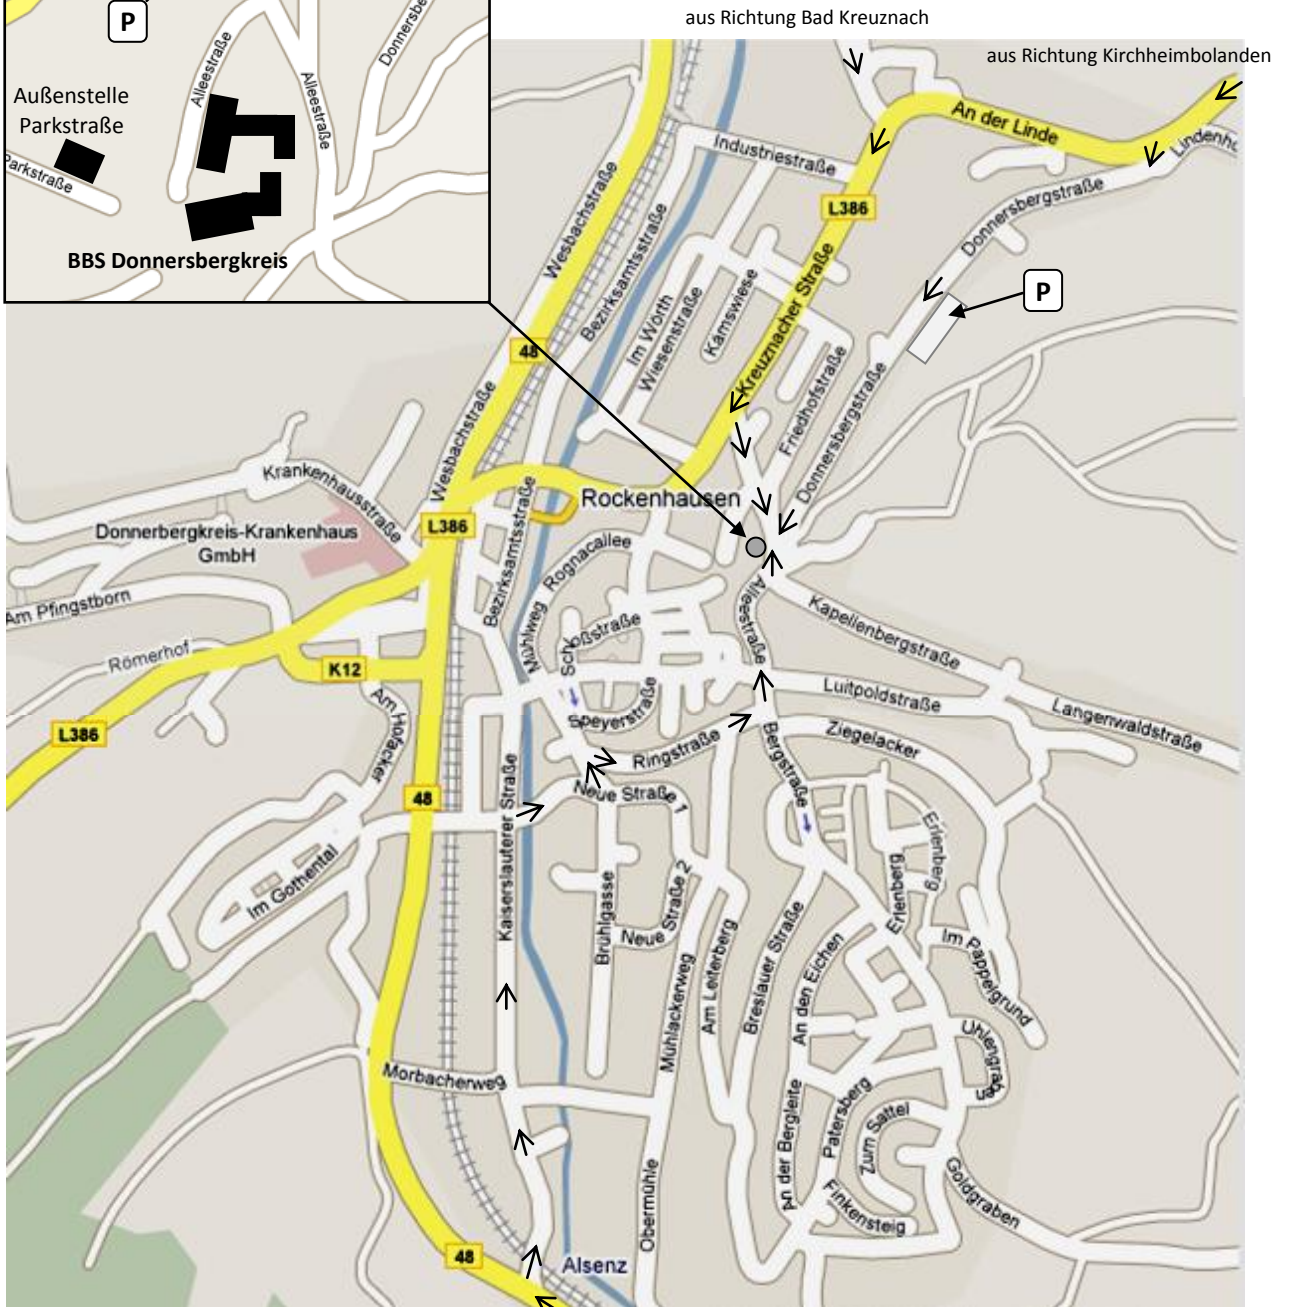 aus Richtung Bad Kreuznach
aus Richtung Kirchheimbolanden
P
Alleestraße
Alleestraße
Donnersbe
Außenstelle
Parkstraße
Parkstraße
BBS Donnersbergkreis
An der Linde
Lindenho
Industriestraße
L386
Donnersbergstraße
P
Wesbachstraße
Bezirksamtsstraße
Im Wörth
Wiesenstraße
Kamswiese
Kreuznacher Straße
48
Friedhofstraße
Donnersbergstraße
Wesbachstraße
Krankenhausstraße
Rockenhausen
L386
Donnerbergkreis-Krankenhaus
GmbH
Bezirksamtsstraße
Rognacallee
Am Pfingstborn
Mühlweg
Schloßstraße
Alleestraße
Kapellenbergstraße
Römerhof
K12
Speyerstraße
Luitpoldstraße
Langenwaldstraße
L386
Am Hofacker
Ringstraße
Bergstraße
Ziegelacker
48
Kaiserslauterer Straße
Neue Straße 1
Im Gothental
Brühlgasse
Neue Straße 2
Erlenberg
Erlenberg
Am Leiterberg
Breslauer Straße
An den Eichen
Im Pappelgrund
Mühlackerweg
Uhlengraben
Morbacherweg
An der Bergleite
Patersberg
Zum Sattel
Goldgraben
Finkensteig
Obermühle
48
Alsenz